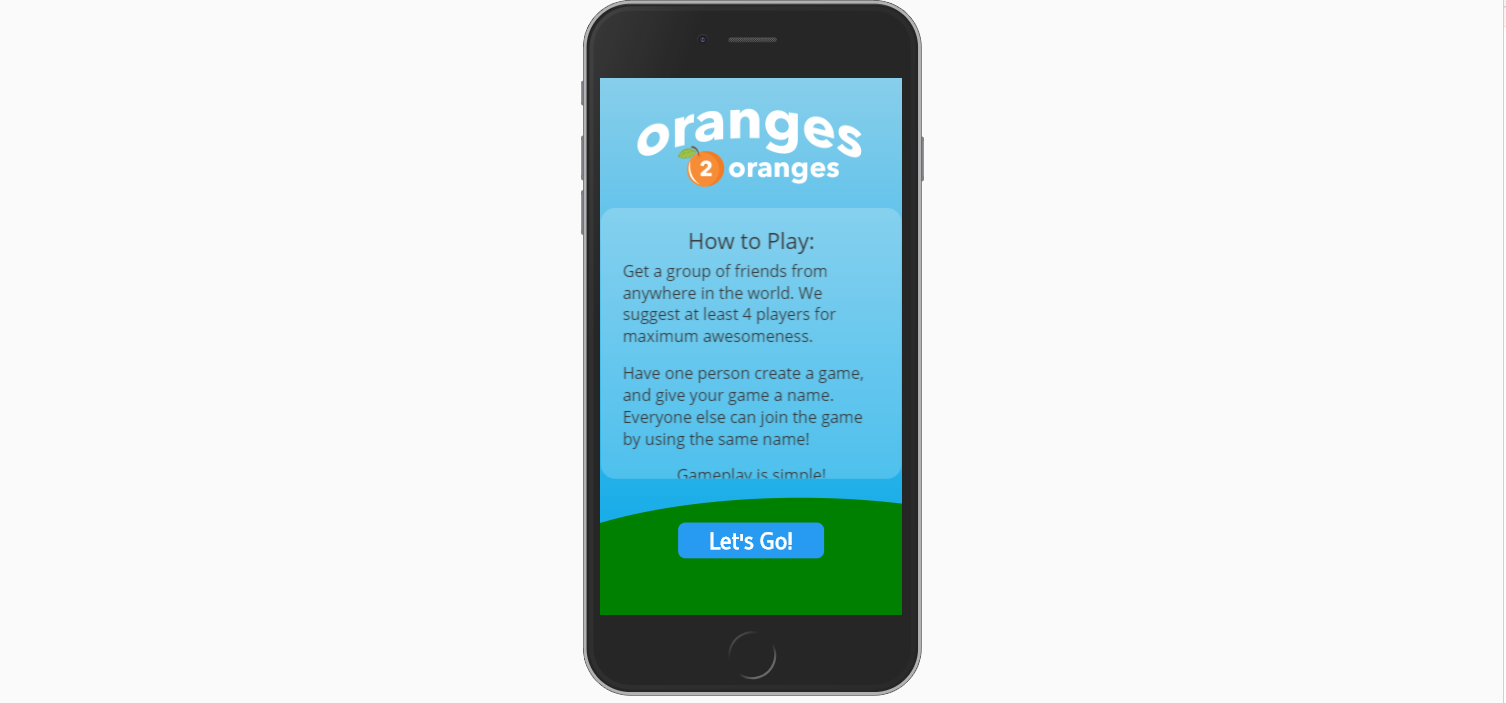 oranges
2 oranges
How to Play:
Get a group of friends from
anywhere in the world. We
suggest at least 4 players for
maximum awesomeness.
Have one person create a game,
and give your game a name.
Everyone else can join the game
by using the same name!
Gameplay is simple!
Let's Go!